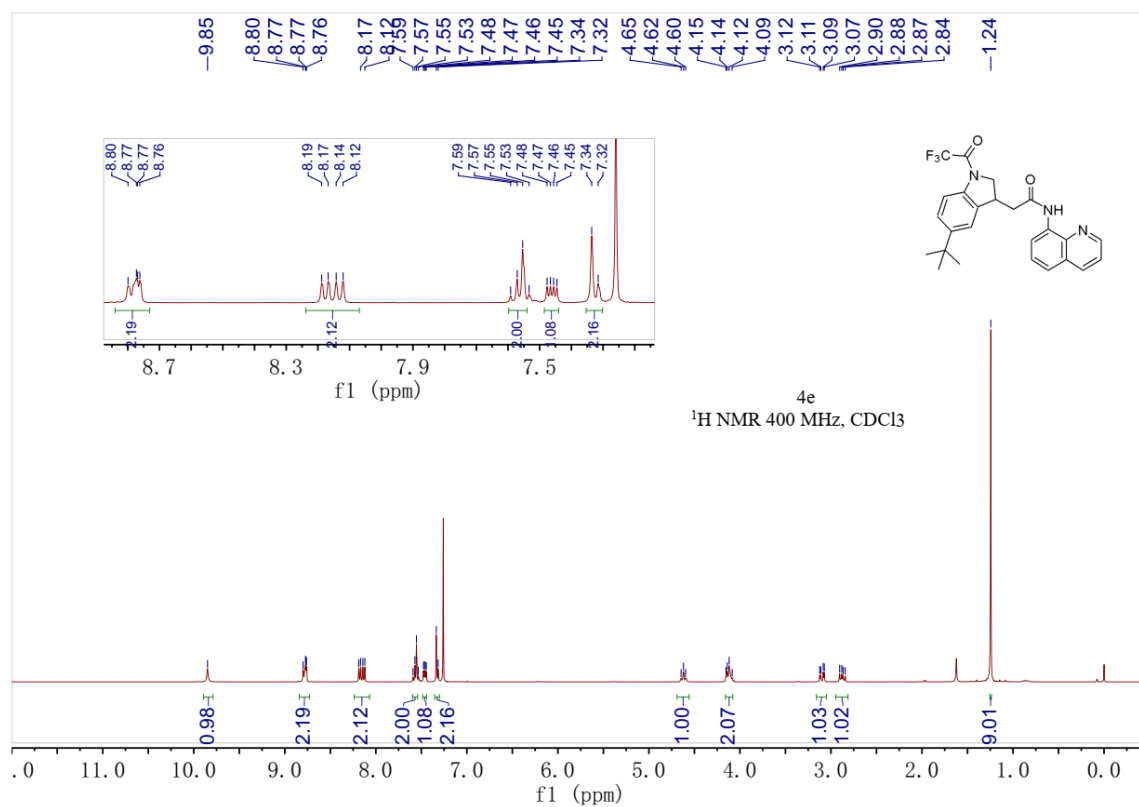 9.85 8.80 8.77 8.77 8.76 8.17 8.12 7.59 7.57 7.55 7.53 7.48 7.47 7.46 7.45 7.34 7.32 4.65 4.62 4.60 4.15 4.14 4.12 4.09 3.12 3.11 3.09 3.07 2.90 2.88 2.87 2.84 1.24
8.80 8.77 8.77 8.76 8.19 8.17 8.14 8.12 7.59 7.57 7.55 7.53 7.48 7.47 7.46 7.45 7.34 7.32
2.19 2.12 2.00 1.08 2.16
8.7 8.3 7.9 7.5
f1 (ppm)
O
F3C
N
O
NH
N
4e
1H NMR 400 MHz, CDCl3
0.98 2.19 2.12 2.00 1.08 2.16 1.00 2.07 1.03 1.02 9.01
.0 11.0 10.0 9.0 8.0 7.0 6.0 5.0 4.0 3.0 2.0 1.0 0.0
f1 (ppm)